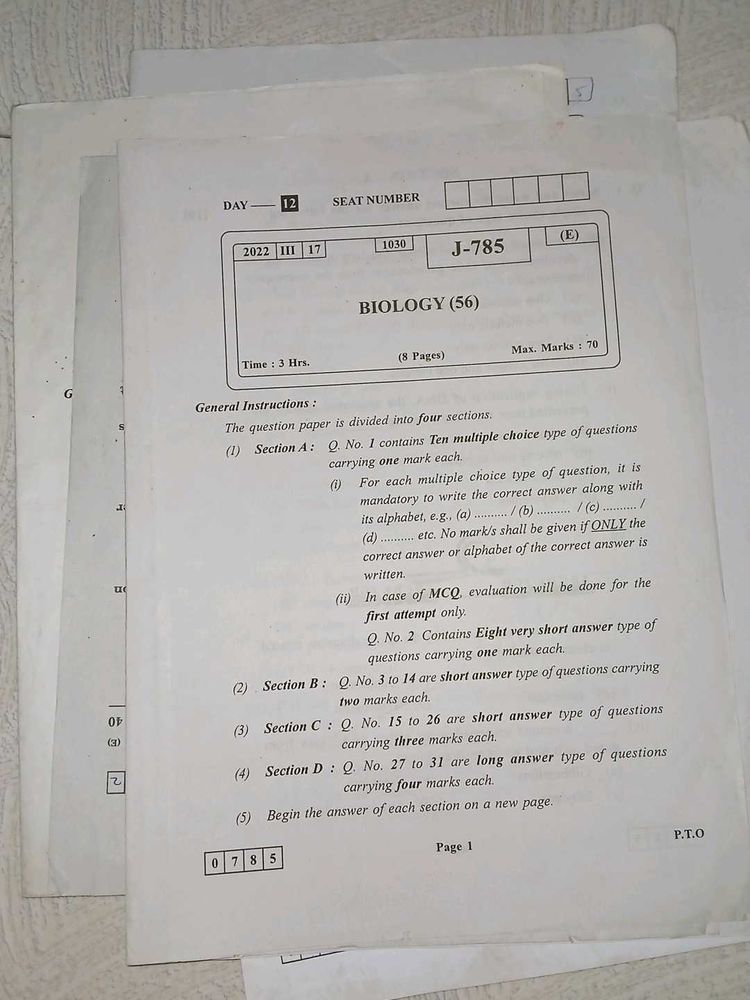 5
DAY — 12 SEAT NUMBER
2022 III 17 1030 J-785 (E)
BIOLOGY (56)
Time : 3 Hrs. (8 Pages) Max. Marks : 70
General Instructions :
The question paper is divided into four sections.
(1) Section A : Q. No. 1 contains Ten multiple choice type of questions
carrying one mark each.
(i) For each multiple choice type of question, it is
mandatory to write the correct answer along with
its alphabet, e.g., (a) .......... / (b) .......... / (c) .......... /
(d) .......... etc. No mark/s shall be given if ONLY the
correct answer or alphabet of the correct answer is
written.
(ii) In case of MCQ, evaluation will be done for the
first attempt only.
Q. No. 2 Contains Eight very short answer type of
questions carrying one mark each.
(2) Section B : Q. No. 3 to 14 are short answer type of questions carrying
two marks each.
(3) Section C : Q. No. 15 to 26 are short answer type of questions
carrying three marks each.
(4) Section D : Q. No. 27 to 31 are long answer type of questions
carrying four marks each.
(5) Begin the answer of each section on a new page.
0 7 8 5 Page 1 P.T.O
40
(E)
2